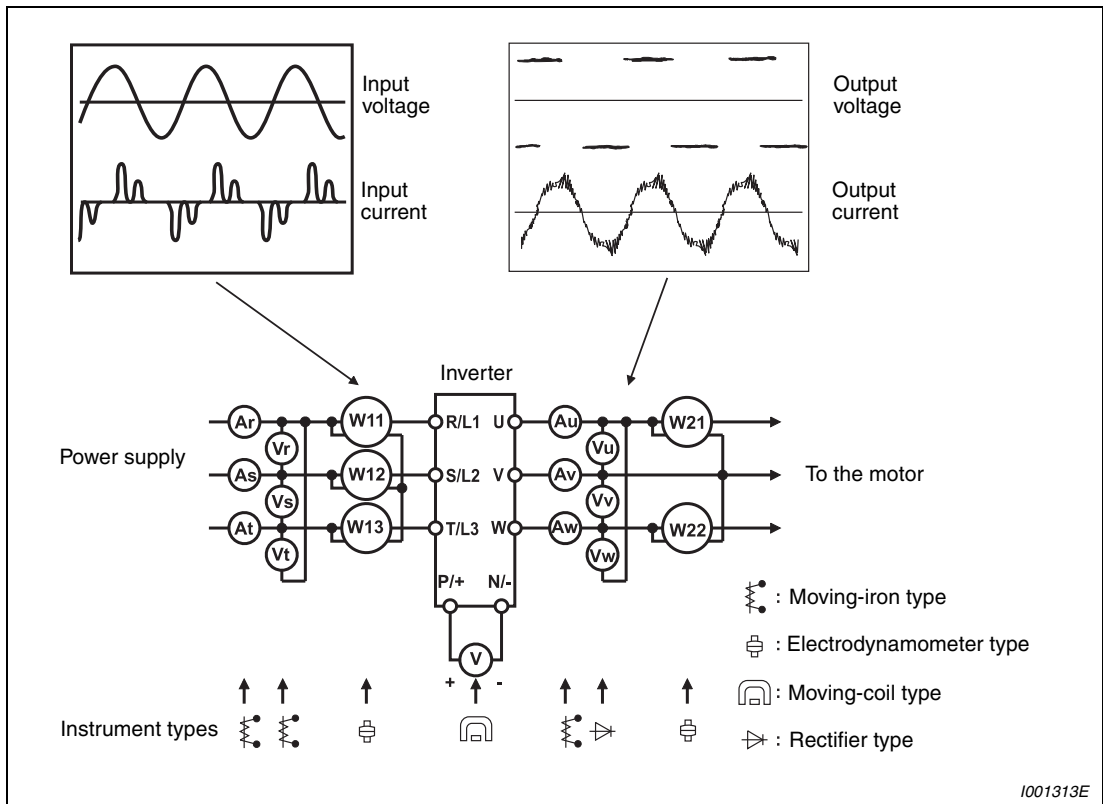 Input
voltage
Input
current
Output
voltage
Output
current
Inverter
Power supply
Ar
Vr
As
Vs
At
Vt
W11
W12
W13
R/L1
S/L2
T/L3
U
V
W
P/+
N/-
V
+
-
Au
Vu
Av
Vv
Aw
Vw
W21
W22
To the motor
: Moving-iron type
: Electrodynamometer type
: Moving-coil type
: Rectifier type
Instrument types
I001313E